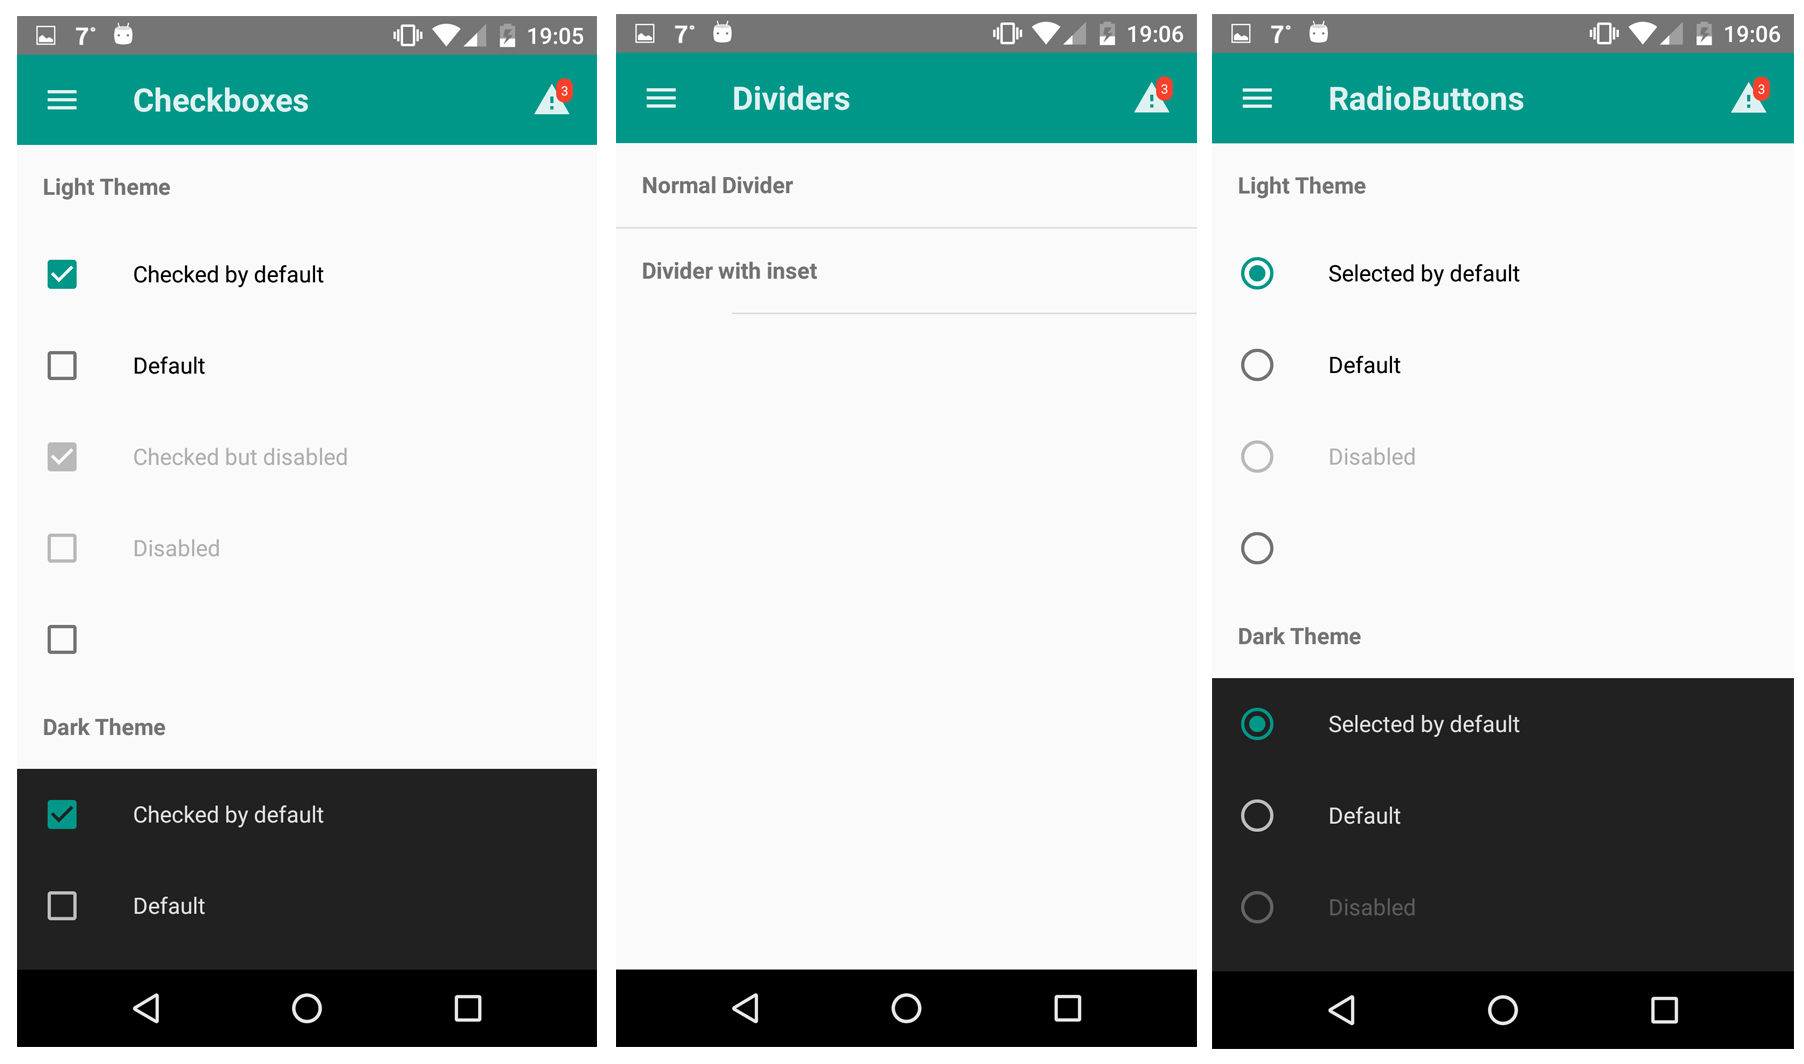 7° 19:05
Checkboxes 3
Light Theme
Checked by default
Default
Checked but disabled
Disabled
Dark Theme
Checked by default
Default
7° 19:06
Dividers 3
Normal Divider
Divider with inset
7° 19:06
RadioButtons 3
Light Theme
Selected by default
Default
Disabled
Dark Theme
Selected by default
Default
Disabled